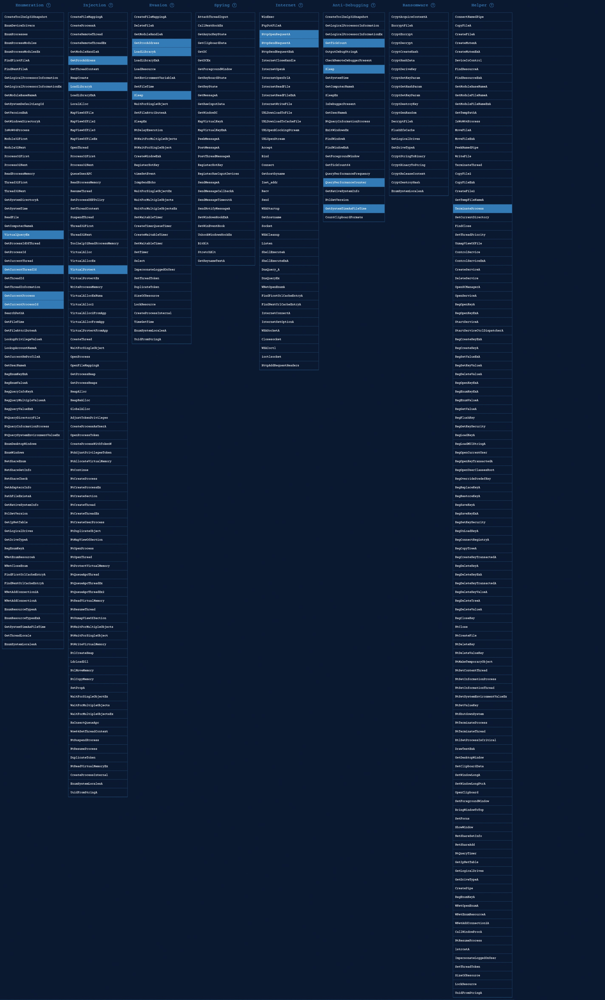 Enumeration ?
CreateToolhelp32Snapshot
EnumDeviceDrivers
EnumProcesses
EnumProcessModules
EnumProcessModulesEx
FindFirstFileA
FindNextFileA
GetLogicalProcessorInformation
GetLogicalProcessorInformationEx
GetModuleBaseNameA
GetSystemDefaultLangId
GetVersionExA
GetWindowsDirectoryA
IsWoW64Process
Module32First
Module32Next
Process32First
Process32Next
ReadProcessMemory
Thread32First
Thread32Next
GetSystemDirectoryA
GetSystemTime
ReadFile
GetComputerNameA
VirtualQueryEx
GetProcessIdOfThread
GetProcessId
GetCurrentThread
GetCurrentThreadId
GetThreadId
GetThreadInformation
GetCurrentProcess
GetCurrentProcessId
SearchPathA
GetFileTime
GetFileAttributesA
LookupPrivilegeValueA
LookupAccountNameA
GetCurrentHwProfileA
GetUserNameA
RegEnumKeyExA
RegEnumValueA
RegQueryInfoKeyA
RegQueryMultipleValuesA
RegQueryValueExA
NtQueryDirectoryFile
NtQueryInformationProcess
NtQuerySystemEnvironmentValueEx
EnumDesktopWindows
EnumWindows
NetShareEnum
NetShareGetInfo
NetShareCheck
GetAdaptersInfo
PathFileExistsA
GetNativeSystemInfo
RtlGetVersion
GetIpNetTable
GetLogicalDrives
GetDriveTypeA
RegEnumKeyA
WNetEnumResourceA
WNetCloseEnum
FindFirstUrlCacheEntryA
FindNextUrlCacheEntryA
WNetAddConnection2A
WNetAddConnectionA
EnumResourceTypesA
EnumResourceTypesExA
GetSystemTimeAsFileTime
GetThreadLocale
EnumSystemLocalesA
Injection ?
CreateFileMappingA
CreateProcessA
CreateRemoteThread
CreateRemoteThreadEx
GetModuleHandleA
GetProcAddress
GetThreadContext
HeapCreate
LoadLibraryA
LoadLibraryExA
LocalAlloc
MapViewOfFile
MapViewOfFile2
MapViewOfFile3
MapViewOfFileEx
OpenThread
Process32First
Process32Next
QueueUserAPC
ReadProcessMemory
ResumeThread
SetProcessDEPPolicy
SetThreadContext
SuspendThread
Thread32First
Thread32Next
Toolhelp32ReadProcessMemory
VirtualAlloc
VirtualAllocEx
VirtualProtect
VirtualProtectEx
WriteProcessMemory
VirtualAllocExNuma
VirtualAlloc2
VirtualAlloc2FromApp
VirtualAllocFromApp
VirtualProtectFromApp
CreateThread
WaitForSingleObject
OpenProcess
OpenFileMappingA
GetProcessHeap
GetProcessHeaps
HeapAlloc
HeapReAlloc
GlobalAlloc
AdjustTokenPrivileges
CreateProcessAsUserA
OpenProcessToken
CreateProcessWithTokenW
NtAdjustPrivilegesToken
NtAllocateVirtualMemory
NtContinue
NtCreateProcess
NtCreateProcessEx
NtCreateSection
NtCreateThread
NtCreateThreadEx
NtCreateUserProcess
NtDuplicateObject
NtMapViewOfSection
NtOpenProcess
NtOpenThread
NtProtectVirtualMemory
NtQueueApcThread
NtQueueApcThreadEx
NtQueueApcThreadEx2
NtReadVirtualMemory
NtResumeThread
NtUnmapViewOfSection
NtWaitForMultipleObjects
NtWaitForSingleObject
NtWriteVirtualMemory
RtlCreateHeap
LdrLoadDll
RtlMoveMemory
RtlCopyMemory
SetPropA
WaitForSingleObjectEx
WaitForMultipleObjects
WaitForMultipleObjectsEx
KeInsertQueueApc
Wow64SetThreadContext
NtSuspendProcess
NtResumeProcess
DuplicateToken
NtReadVirtualMemoryEx
CreateProcessInternal
EnumSystemLocalesA
UuidFromStringA
Evasion ?
CreateFileMappingA
DeleteFileA
GetModuleHandleA
GetProcAddress
LoadLibraryA
LoadLibraryExA
LoadResource
SetEnvironmentVariableA
SetFileTime
Sleep
WaitForSingleObject
SetFileAttributesA
SleepEx
NtDelayExecution
NtWaitForMultipleObjects
NtWaitForSingleObject
CreateWindowExA
RegisterHotKey
timeSetEvent
IcmpSendEcho
WaitForSingleObjectEx
WaitForMultipleObjects
WaitForMultipleObjectsEx
SetWaitableTimer
CreateTimerQueueTimer
CreateWaitableTimer
SetWaitableTimer
SetTimer
Select
ImpersonateLoggedOnUser
SetThreadToken
DuplicateToken
SizeOfResource
LockResource
CreateProcessInternal
TimeGetTime
EnumSystemLocalesA
UuidFromStringA
Spying ?
AttachThreadInput
CallNextHookEx
GetAsyncKeyState
GetClipboardData
GetDC
GetDCEx
GetForegroundWindow
GetKeyboardState
GetKeyState
GetMessageA
GetRawInputData
GetWindowDC
MapVirtualKeyA
MapVirtualKeyExA
PeekMessageA
PostMessageA
PostThreadMessageA
RegisterHotKey
RegisterRawInputDevices
SendMessageA
SendMessageCallbackA
SendMessageTimeoutA
SendNotifyMessageA
SetWindowsHookExA
SetWinEventHook
UnhookWindowsHookEx
BitBlt
StretchBlt
GetKeynameTextA
Internet ?
WinExec
FtpPutFileA
HttpOpenRequestA
HttpSendRequestA
HttpSendRequestExA
InternetCloseHandle
InternetOpenA
InternetOpenUrlA
InternetReadFile
InternetReadFileExA
InternetWriteFile
URLDownloadToFile
URLDownloadToCacheFile
URLOpenBlockingStream
URLOpenStream
Accept
Bind
Connect
Gethostbyname
Inet_addr
Recv
Send
WSAStartup
Gethostname
Socket
WSACleanup
Listen
ShellExecuteA
ShellExecuteExA
DnsQuery_A
DnsQueryEx
WNetOpenEnumA
FindFirstUrlCacheEntryA
FindNextUrlCacheEntryA
InternetConnectA
InternetSetOptionA
WSASocketA
Closesocket
WSAIoctl
ioctlsocket
HttpAddRequestHeaders
Anti-Debugging ?
CreateToolhelp32Snapshot
GetLogicalProcessorInformation
GetLogicalProcessorInformationEx
GetTickCount
OutputDebugStringA
CheckRemoteDebuggerPresent
Sleep
GetSystemTime
GetComputerNameA
SleepEx
IsDebuggerPresent
GetUserNameA
NtQueryInformationProcess
ExitWindowsEx
FindWindowA
FindWindowExA
GetForegroundWindow
GetTickCount64
QueryPerformanceFrequency
QueryPerformanceCounter
GetNativeSystemInfo
RtlGetVersion
GetSystemTimeAsFileTime
CountClipboardFormats
Ransomware ?
CryptAcquireContextA
EncryptFileA
CryptEncrypt
CryptDecrypt
CryptCreateHash
CryptHashData
CryptDeriveKey
CryptSetKeyParam
CryptGetHashParam
CryptSetKeyParam
CryptDestroyKey
CryptGenRandom
DecryptFileA
FlushEfsCache
GetLogicalDrives
GetDriveTypeA
CryptStringToBinary
CryptBinaryToString
CryptReleaseContext
CryptDestroyHash
EnumSystemLocalesA
Helper ?
ConnectNamedPipe
CopyFileA
CreateFileA
CreateMutexA
CreateMutexExA
DeviceIoControl
FindResourceA
FindResourceExA
GetModuleBaseNameA
GetModuleFileNameA
GetModuleFileNameExA
GetTempPathA
IsWoW64Process
MoveFileA
MoveFileExA
PeekNamedPipe
WriteFile
TerminateThread
CopyFile2
CopyFileExA
CreateFile2
GetTempFileNameA
TerminateProcess
SetCurrentDirectory
FindClose
SetThreadPriority
UnmapViewOfFile
ControlService
ControlServiceExA
CreateServiceA
DeleteService
OpenSCManagerA
OpenServiceA
RegOpenKeyA
RegOpenKeyExA
StartServiceA
StartServiceCtrlDispatcherA
RegCreateKeyExA
RegCreateKeyA
RegSetValueExA
RegSetKeyValueA
RegDeleteValueA
RegOpenKeyExA
RegEnumKeyExA
RegEnumValueA
RegGetValueA
RegFlushKey
RegGetKeySecurity
RegLoadKeyA
RegLoadMUIStringA
RegOpenCurrentUser
RegOpenKeyTransactedA
RegOpenUserClassesRoot
RegOverridePredefKey
RegReplaceKeyA
RegRestoreKeyA
RegSaveKeyA
RegSaveKeyExA
RegSetKeySecurity
RegUnLoadKeyA
RegConnectRegistryA
RegCopyTreeA
RegCreateKeyTransactedA
RegDeleteKeyA
RegDeleteKeyExA
RegDeleteKeyTransactedA
RegDeleteKeyValueA
RegDeleteTreeA
RegDeleteValueA
RegCloseKey
NtClose
NtCreateFile
NtDeleteKey
NtDeleteValueKey
NtMakeTemporaryObject
NtSetContextThread
NtSetInformationProcess
NtSetInformationThread
NtSetSystemEnvironmentValueEx
NtSetValueKey
NtShutdownSystem
NtTerminateProcess
NtTerminateThread
RtlSetProcessIsCritical
DrawTextExA
GetDesktopWindow
SetClipboardData
SetWindowLongA
SetWindowLongPtrA
OpenClipboard
SetForegroundWindow
BringWindowToTop
SetFocus
ShowWindow
NetShareSetInfo
NetShareAdd
NtQueryTimer
GetIpNetTable
GetLogicalDrives
GetDriveTypeA
CreatePipe
RegEnumKeyA
WNetOpenEnumA
WNetEnumResourceA
WNetAddConnection2A
CallWindowProcA
NtResumeProcess
lstrcatA
ImpersonateLoggedOnUser
SetThreadToken
SizeOfResource
LockResource
UuidFromStringA